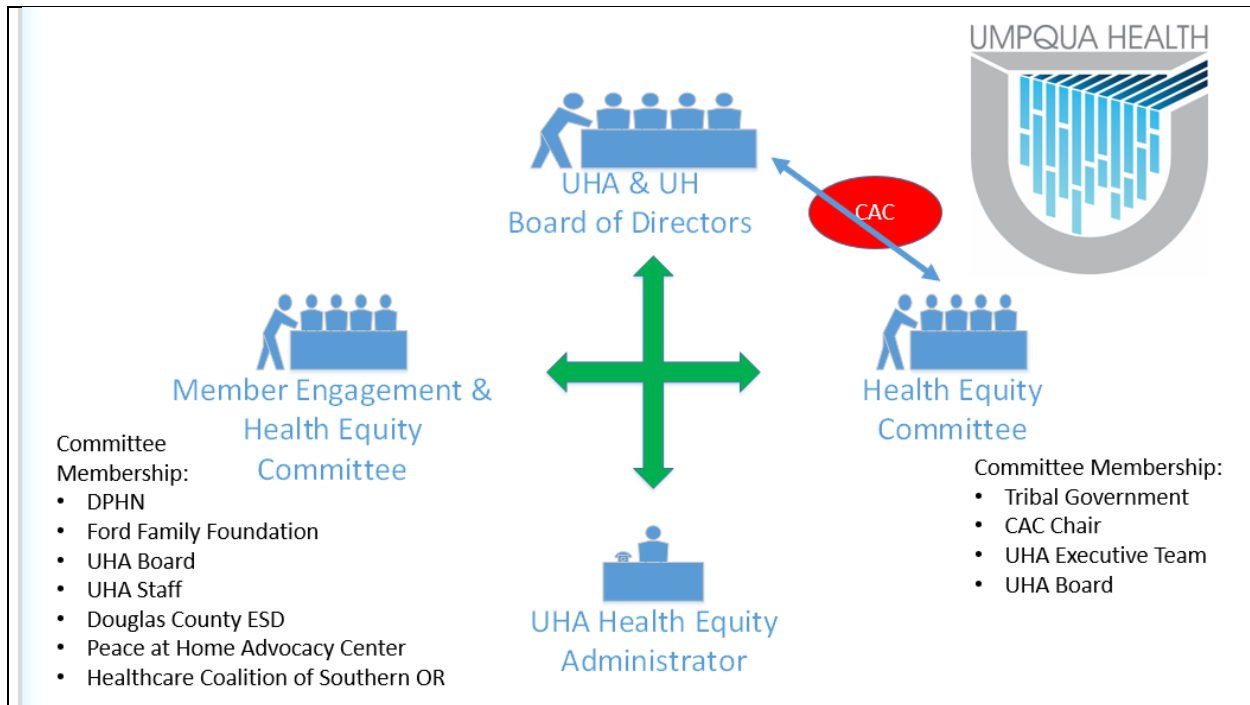 UMPQUA HEALTH
UHA & UH
Board of Directors
CAC
Member Engagement &
Health Equity
Committee
Health Equity
Committee
Committee
Membership:
• DPHN
• Ford Family Foundation
• UHA Board
• UHA Staff
• Douglas County ESD
• Peace at Home Advocacy Center
• Healthcare Coalition of Southern OR
Committee Membership:
• Tribal Government
• CAC Chair
• UHA Executive Team
• UHA Board
UHA Health Equity
Administrator